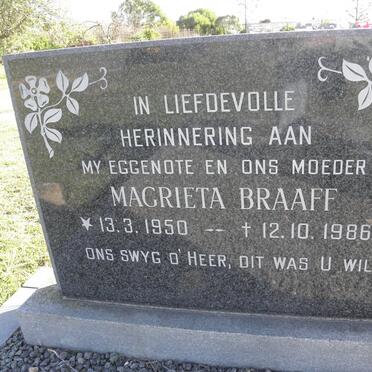 IN LIEFDEVOLLE
HERINNERING AAN
MY EGGENOTE EN ONS MOEDER
MAGRIETA BRAAFF
* 13.3.1950 -- † 12.10.1986
ONS SWYG O' HEER, DIT WAS U WIL